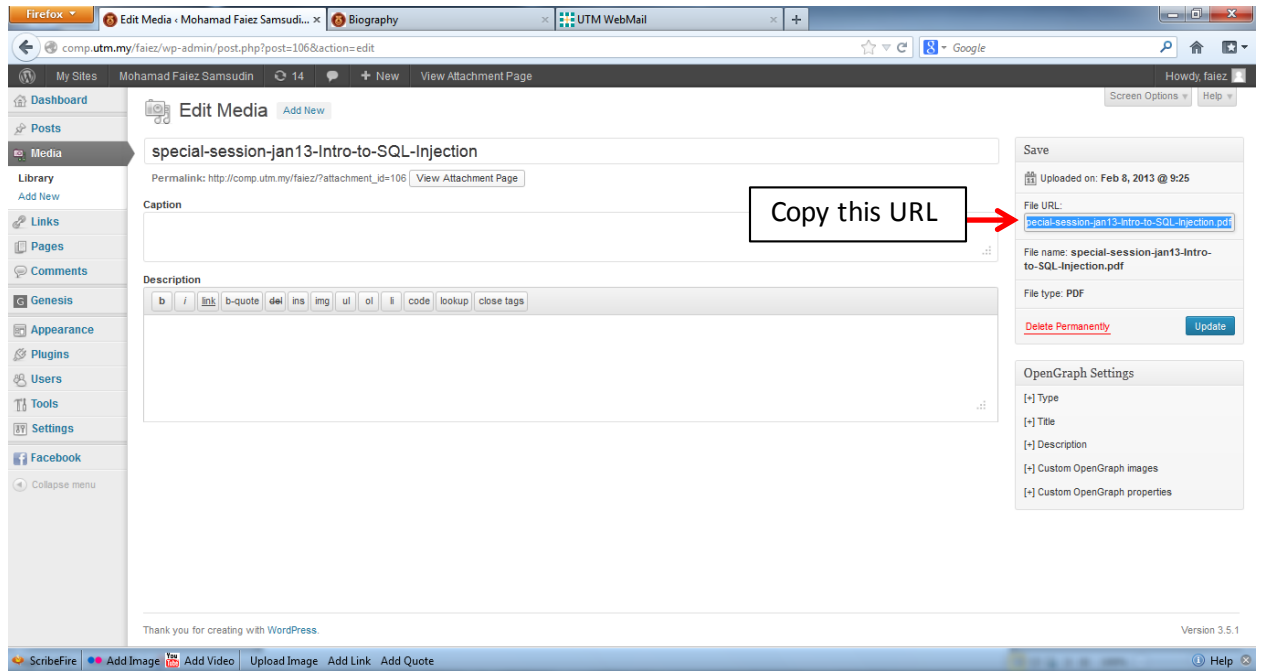 Firefox
Edit Media ‹ Mohamad Faiez Samsudi... ×
Biography ×
UTM WebMail ×
comp.utm.my/faiez/wp-admin/post.php?post=106&action=edit
Google
My Sites Mohamad Faiez Samsudin 14 + New View Attachment Page Howdy, faiez
Screen Options Help
Dashboard
Posts
Media
Library
Add New
Links
Pages
Comments
Genesis
Appearance
Plugins
Users
Tools
Settings
Facebook
Collapse menu
Edit Media Add New
special-session-jan13-Intro-to-SQL-Injection
Permalink: http://comp.utm.my/faiez/?attachment_id=106 View Attachment Page
Caption
Description
b i link b-quote del ins img ul ol li code lookup close tags
Copy this URL
Save
Uploaded on: Feb 8, 2013 @ 9:25
File URL:
pecial-session-jan13-Intro-to-SQL-Injection.pdf
File name: special-session-jan13-Intro-
to-SQL-Injection.pdf
File type: PDF
Delete Permanently Update
OpenGraph Settings
[+] Type
[+] Title
[+] Description
[+] Custom OpenGraph images
[+] Custom OpenGraph properties
Thank you for creating with WordPress. Version 3.5.1
ScribeFire Add Image Add Video Upload Image Add Link Add Quote Help